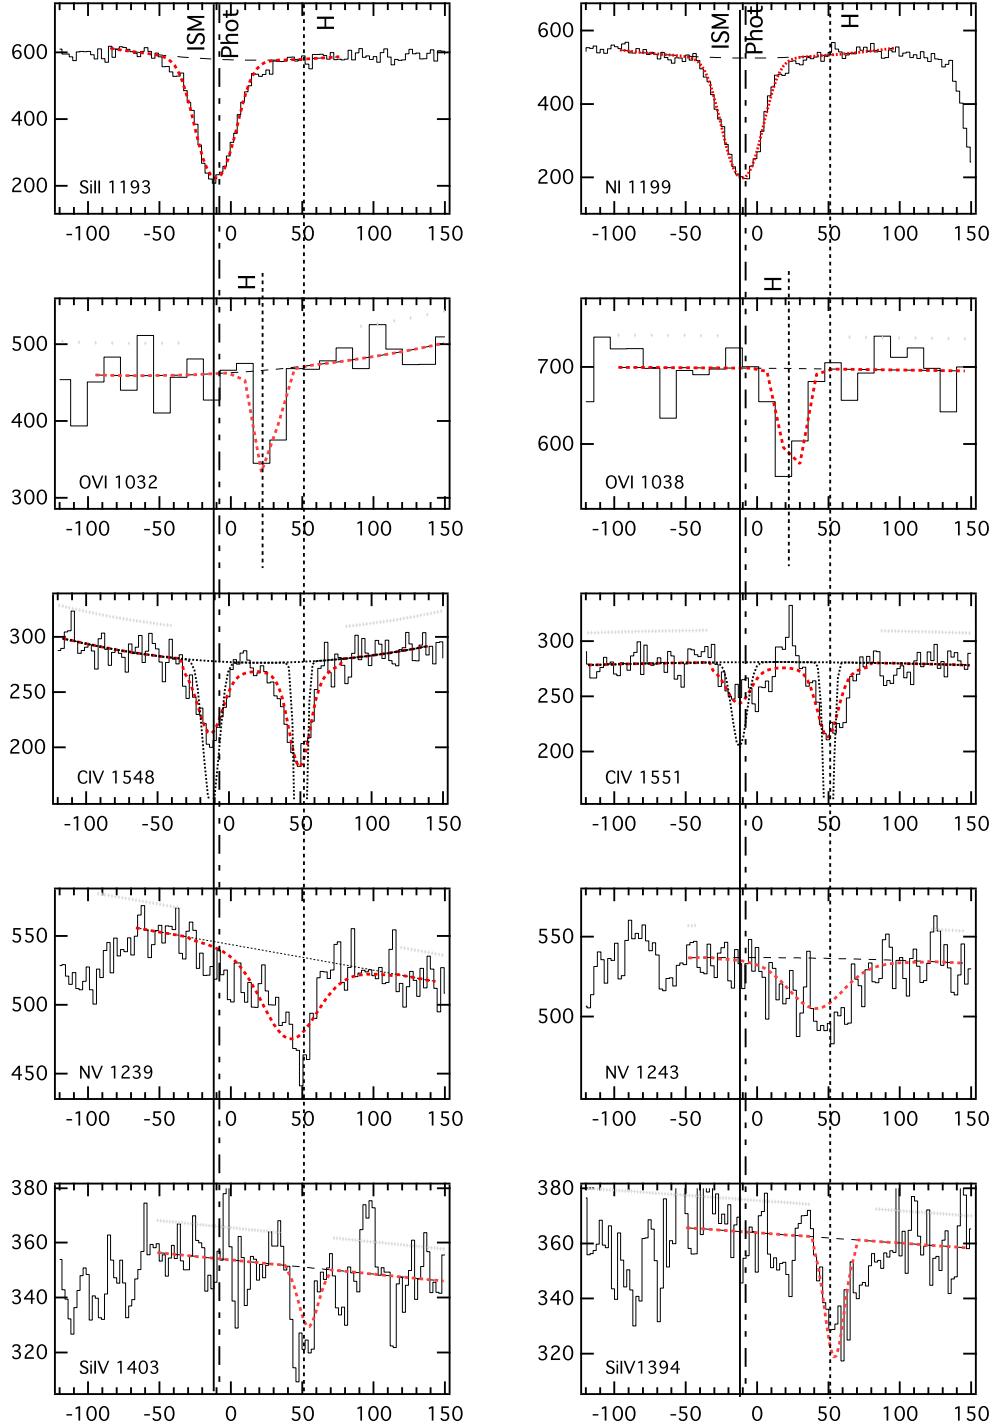 ISM Phot H ISM Phot H
600
400
200
SiII 1193
-100 -50 0 50 100 150
600
400
200
NI 1199
-100 -50 0 50 100 150
H H
500
400
300
OVI 1032
-100 -50 0 50 100 150
700
600
OVI 1038
-100 -50 0 50 100 150
300
250
200
CIV 1548
-100 -50 0 50 100 150
300
250
200
CIV 1551
-100 -50 0 50 100 150
550
500
450
NV 1239
-100 -50 0 50 100 150
550
500
NV 1243
-100 -50 0 50 100 150
380
360
340
320
SiIV 1403
-100 -50 0 50 100 150
380
360
340
320
SiIV1394
-100 -50 0 50 100 150